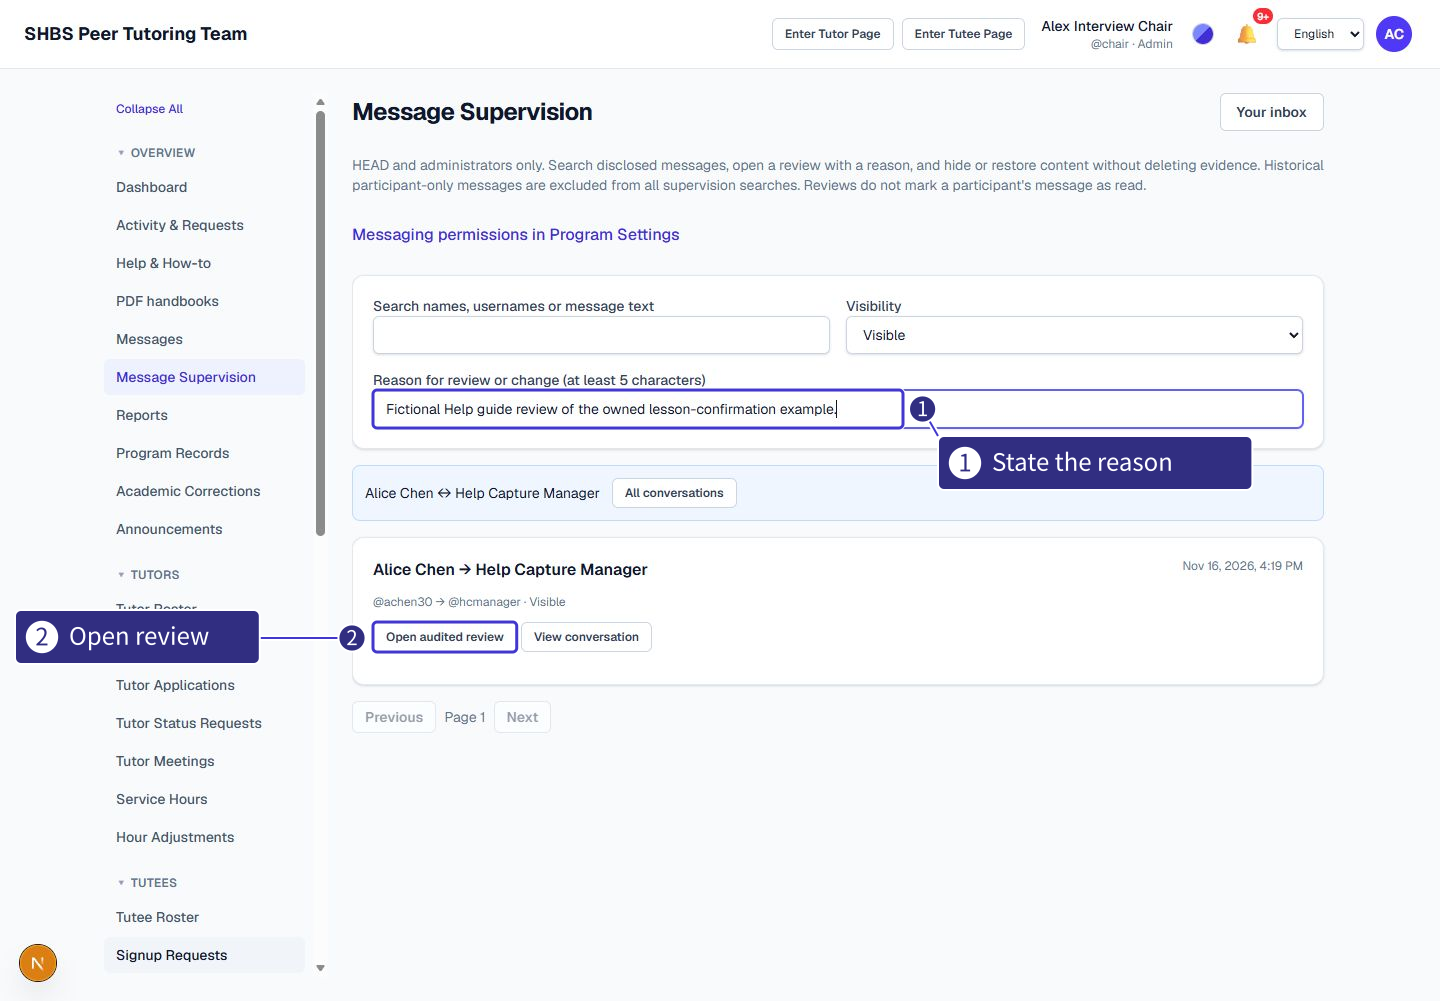 SHBS Peer Tutoring Team
Enter Tutor Page
Enter Tutee Page
Alex Interview Chair
@chair · Admin
9+
English
AC
Collapse All
OVERVIEW
Dashboard
Activity & Requests
Help & How-to
PDF handbooks
Messages
Message Supervision
Reports
Program Records
Academic Corrections
Announcements
TUTORS
Tutor Roster
Tutor Applications
Tutor Status Requests
Tutor Meetings
Service Hours
Hour Adjustments
TUTEES
Tutee Roster
Signup Requests
N
Message Supervision
Your inbox
HEAD and administrators only. Search disclosed messages, open a review with a reason, and hide or restore content without deleting evidence. Historical
participant-only messages are excluded from all supervision searches. Reviews do not mark a participant's message as read.
Messaging permissions in Program Settings
Search names, usernames or message text
Visibility
Visible
Reason for review or change (at least 5 characters)
Fictional Help guide review of the owned lesson-confirmation example.
1
1 State the reason
Alice Chen ↔ Help Capture Manager
All conversations
Alice Chen → Help Capture Manager
Nov 16, 2026, 4:19 PM
@achen30 → @hcmanager · Visible
2 Open review
2
Open audited review
View conversation
Previous
Page 1
Next